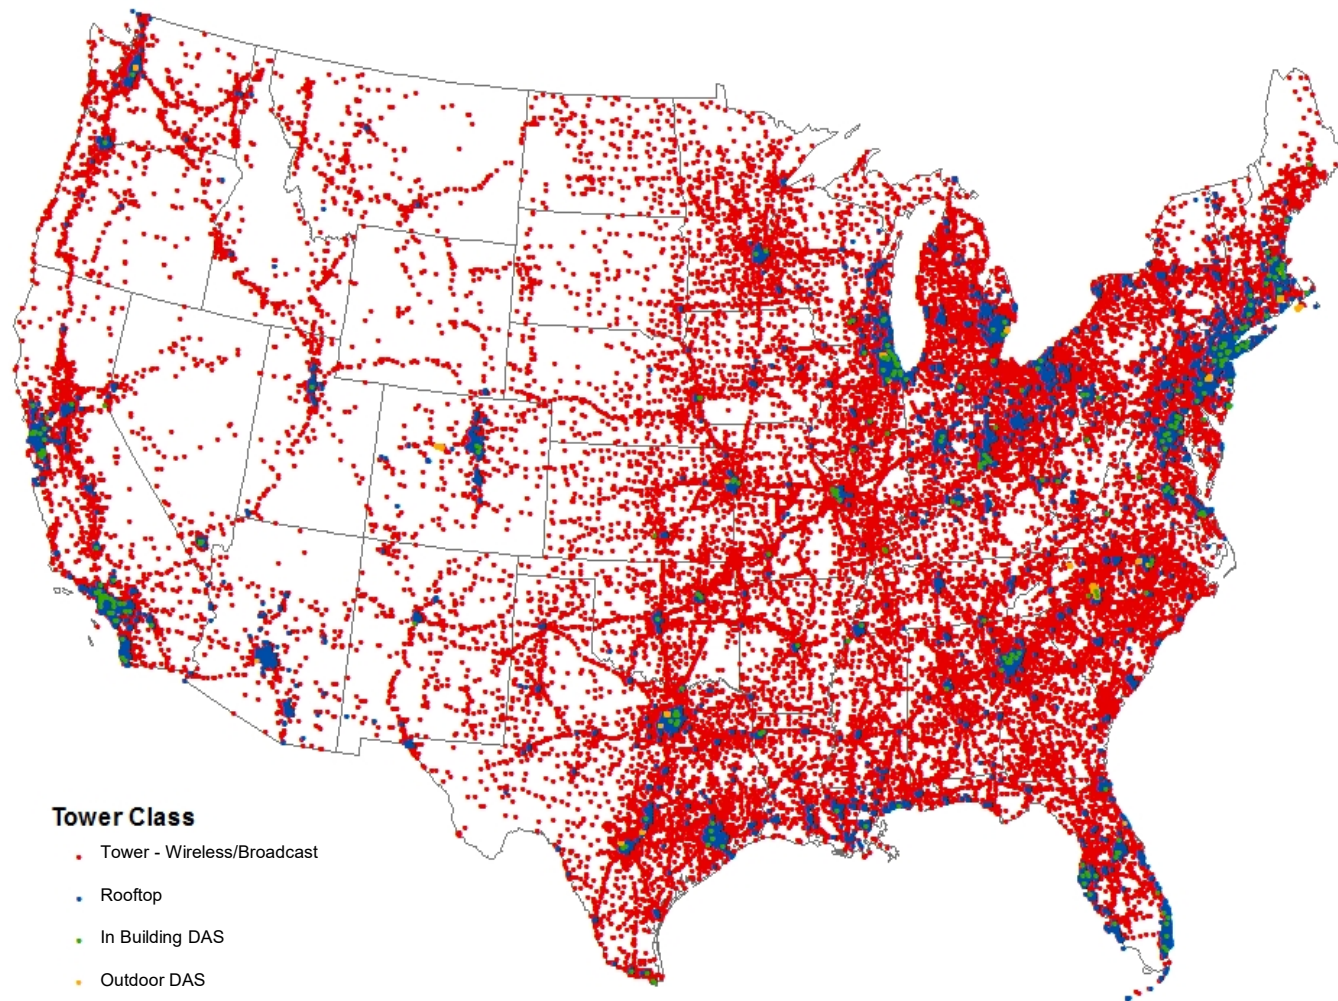 Tower Class
Tower - Wireless/Broadcast
Rooftop
In Building DAS
Outdoor DAS